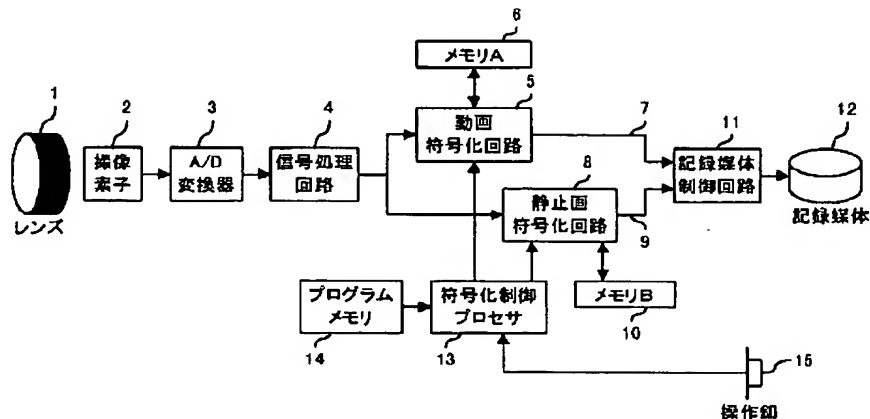 6
メモリA
1
2
3
4
5
7
11
12
撮像
素子
A/D
変換器
信号処理
回路
動画
符号化回路
8
記録媒体
制御回路
レンズ
静止画
符号化回路
9
記録媒体
プログラム
メモリ
符号化制御
プロセサ
メモリB
14
13
10
15
操作卸